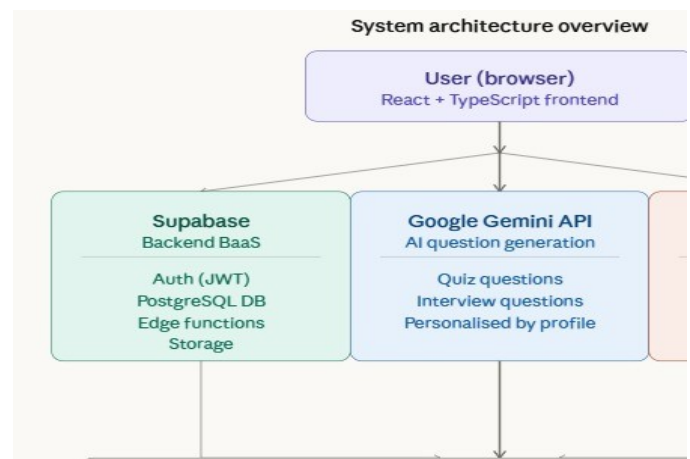 System architecture overview
User (browser)
React + TypeScript frontend
Supabase
Backend BaaS
Auth (JWT)
PostgreSQL DB
Edge functions
Storage
Google Gemini API
AI question generation
Quiz questions
Interview questions
Personalised by profile